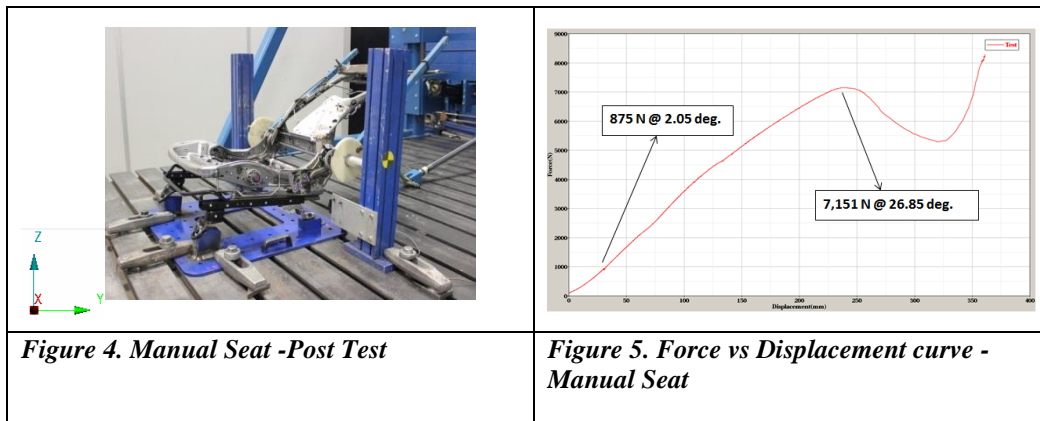 Z
X
Y
9000
8000
7000
6000
5000
4000
3000
2000
1000
0
Force(N)
0
50
100
150
200
250
300
350
400
Displacement(mm)
Test
875 N @ 2.05 deg.
7,151 N @ 26.85 deg.
Figure 4. Manual Seat -Post Test
Figure 5. Force vs Displacement curve -
Manual Seat